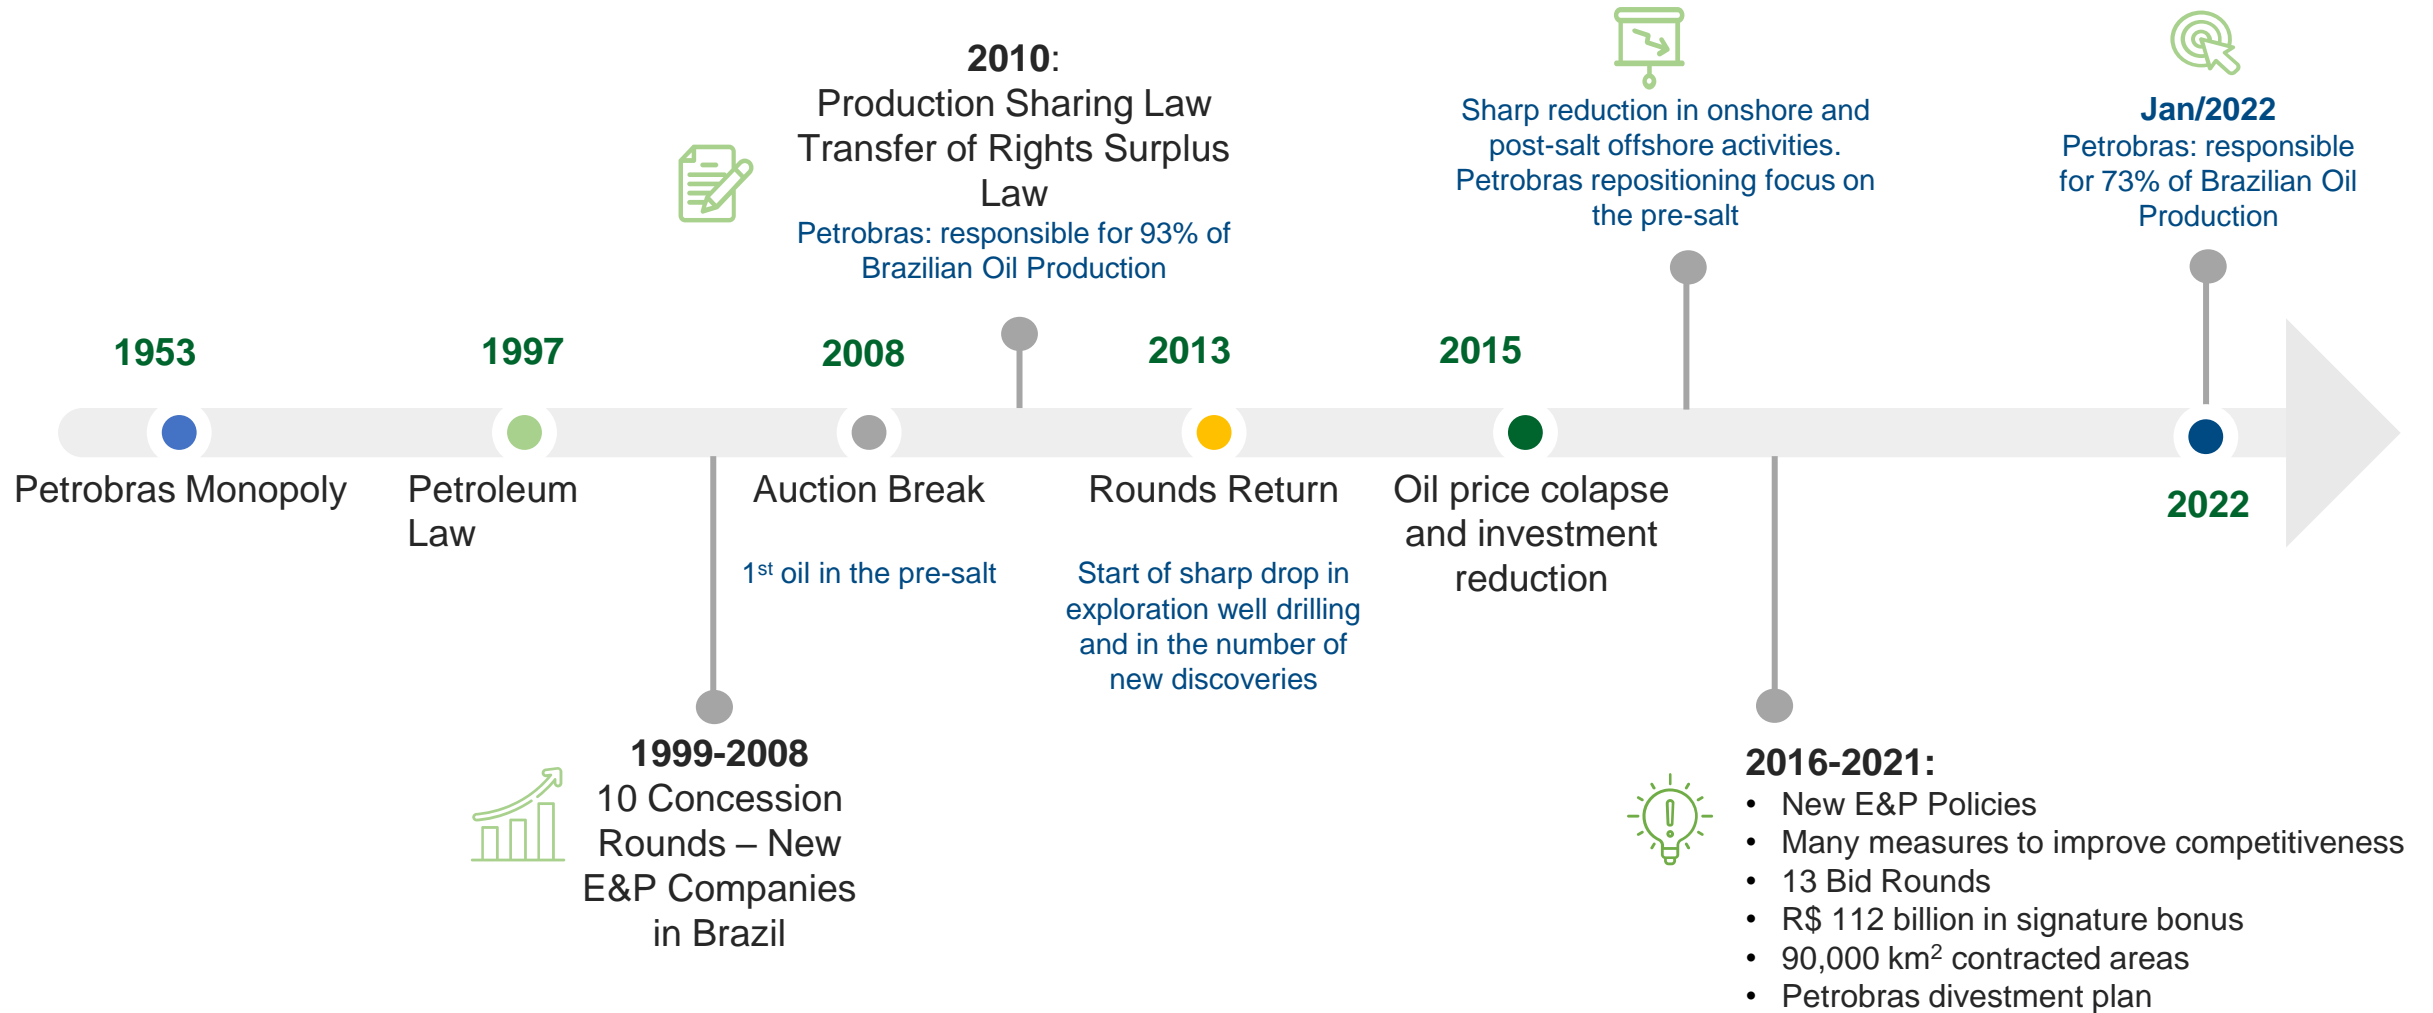 2010:
Production Sharing Law
Transfer of Rights Surplus
Law
Petrobras: responsible for 93% of
Brazilian Oil Production
Sharp reduction in onshore and
post-salt offshore activities.
Petrobras repositioning focus on
the pre-salt
Jan/2022
Petrobras: responsible
for 73% of Brazilian Oil
Production
1953
1997
2008
2013
2015
Petrobras Monopoly
Petroleum
Law
Auction Break
1st oil in the pre-salt
Rounds Return
Start of sharp drop in
exploration well drilling
and in the number of
new discoveries
Oil price colapse
and investment
reduction
2022
1999-2008
10 Concession
Rounds – New
E&P Companies
in Brazil
2016-2021:
• New E&P Policies
• Many measures to improve competitiveness
• 13 Bid Rounds
• R$ 112 billion in signature bonus
• 90,000 km2 contracted areas
• Petrobras divestment plan